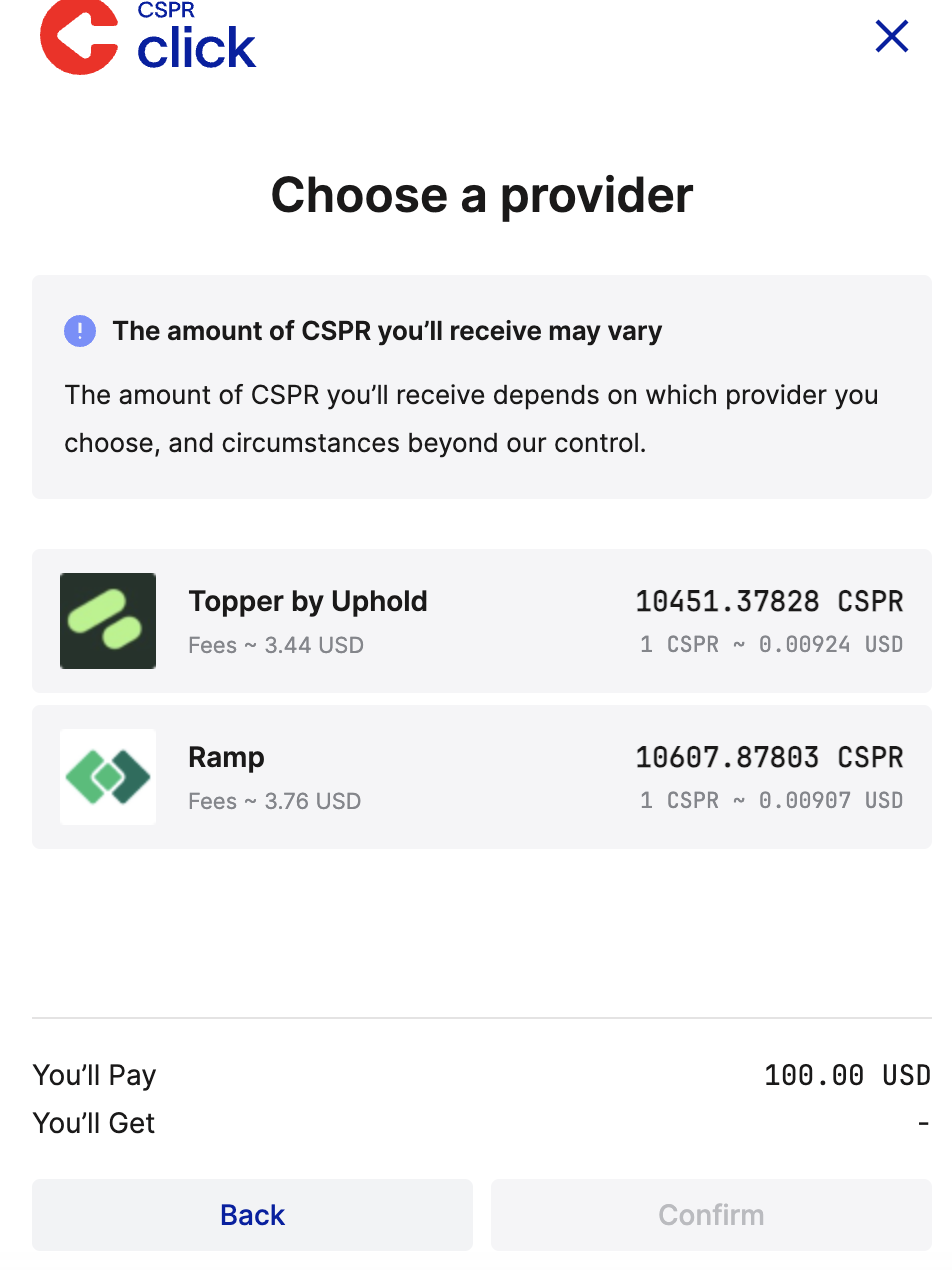 CSPR
click
Choose a provider
The amount of CSPR you’ll receive may vary
The amount of CSPR you’ll receive depends on which provider you
choose, and circumstances beyond our control.
Topper by Uphold
10451.37828 CSPR
Fees ~ 3.44 USD
1 CSPR ~ 0.00924 USD
Ramp
10607.87803 CSPR
Fees ~ 3.76 USD
1 CSPR ~ 0.00907 USD
You’ll Pay
100.00 USD
You’ll Get
-
Back
Confirm